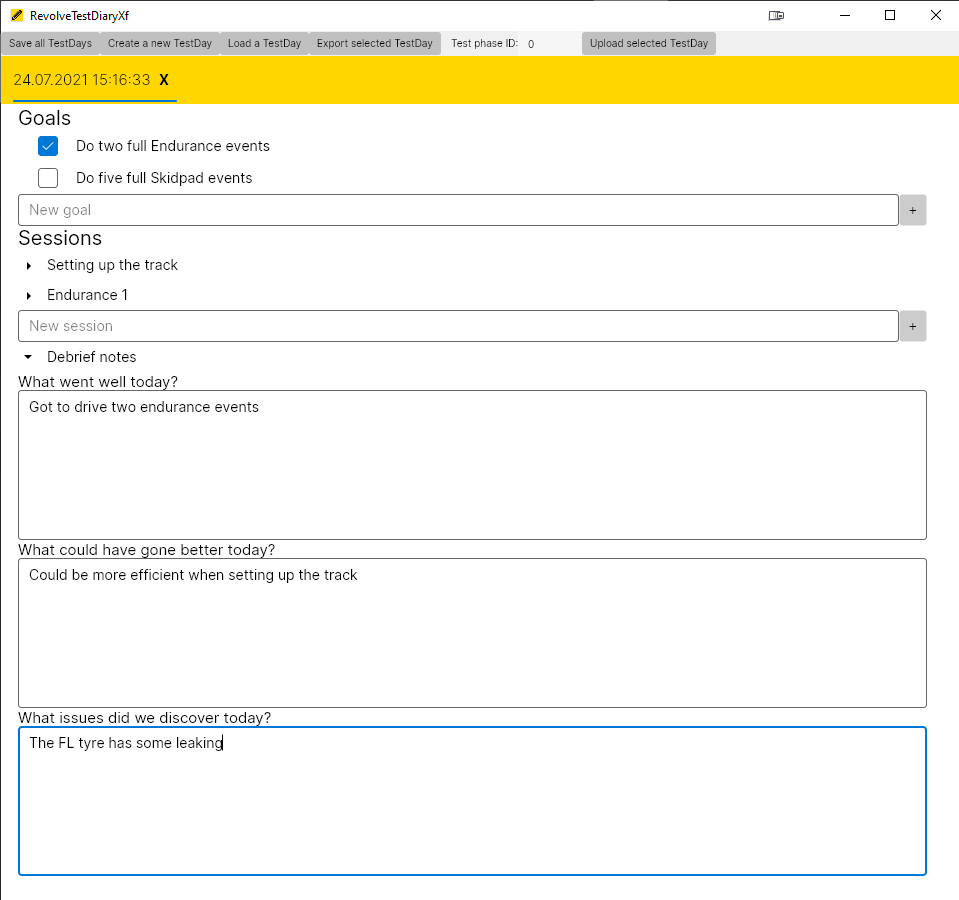 RevolveTestDiaryXf
Save all TestDays Create a new TestDay Load a TestDay Export selected TestDay Test phase ID: 0 Upload selected TestDay
24.07.2021 15:16:33 X
Goals
Do two full Endurance events
Do five full Skidpad events
New goal +
Sessions
Setting up the track
Endurance 1
New session +
Debrief notes
What went well today?
Got to drive two endurance events
What could have gone better today?
Could be more efficient when setting up the track
What issues did we discover today?
The FL tyre has some leaking